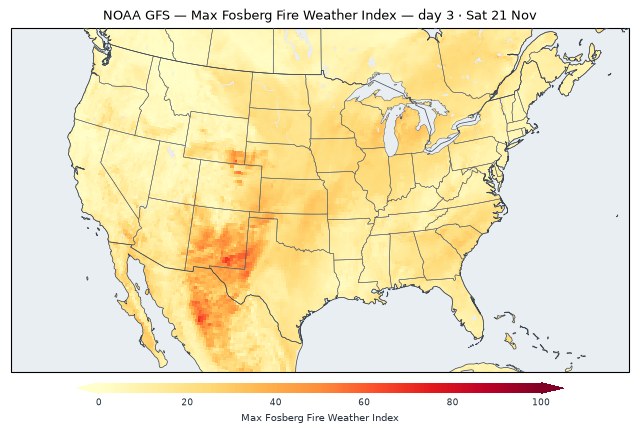 NOAA GFS — Max Fosberg Fire Weather Index — day 3 · Sat 21 Nov
0 20 40 60 80 100
Max Fosberg Fire Weather Index